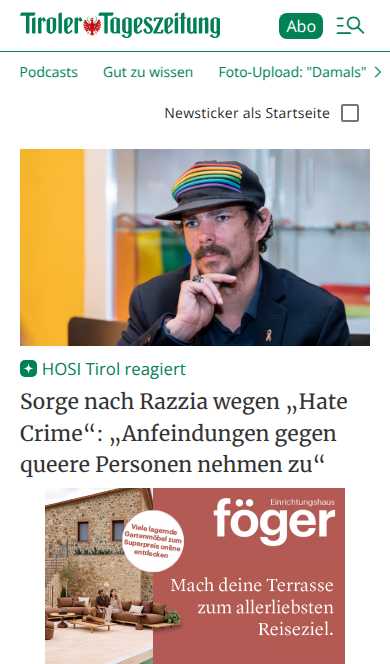 Tiroler Tageszeitung
Abo
Podcasts Gut zu wissen Foto-Upload: "Damals"
Newsticker als Startseite
HOSI Tirol reagiert
Sorge nach Razzia wegen „Hate
Crime“: „Anfeindungen gegen
queere Personen nehmen zu“
Einrichtungshaus
föger
Viele lagernde
Gartenmöbel zum
Superpreis online
entdecken
Mach deine Terrasse
zum allerliebsten
Reiseziel.